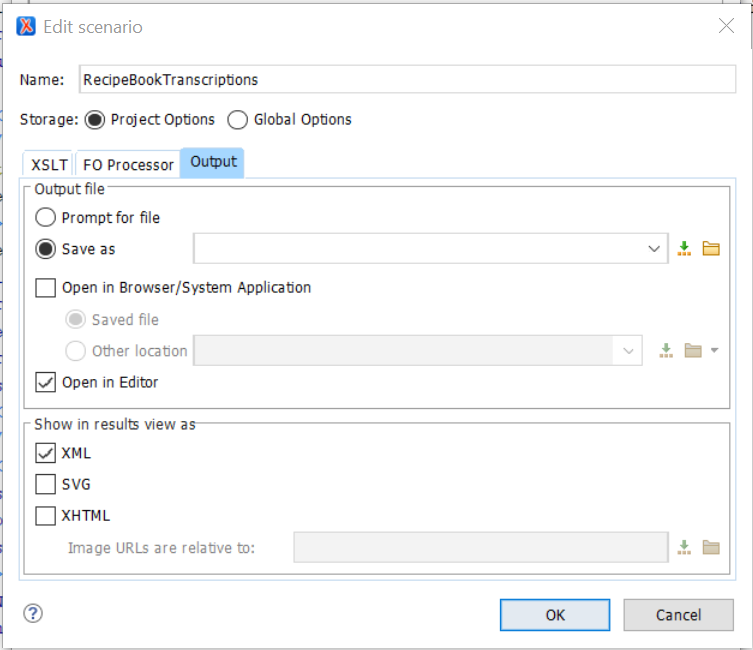 Edit scenario
Name: RecipeBookTranscriptions
Storage: Project Options Global Options
XSLT FO Processor Output
Output file
Prompt for file
Save as
Open in Browser/System Application
Saved file
Other location
Open in Editor
Show in results view as
XML
SVG
XHTML
Image URLs are relative to:
? OK Cancel